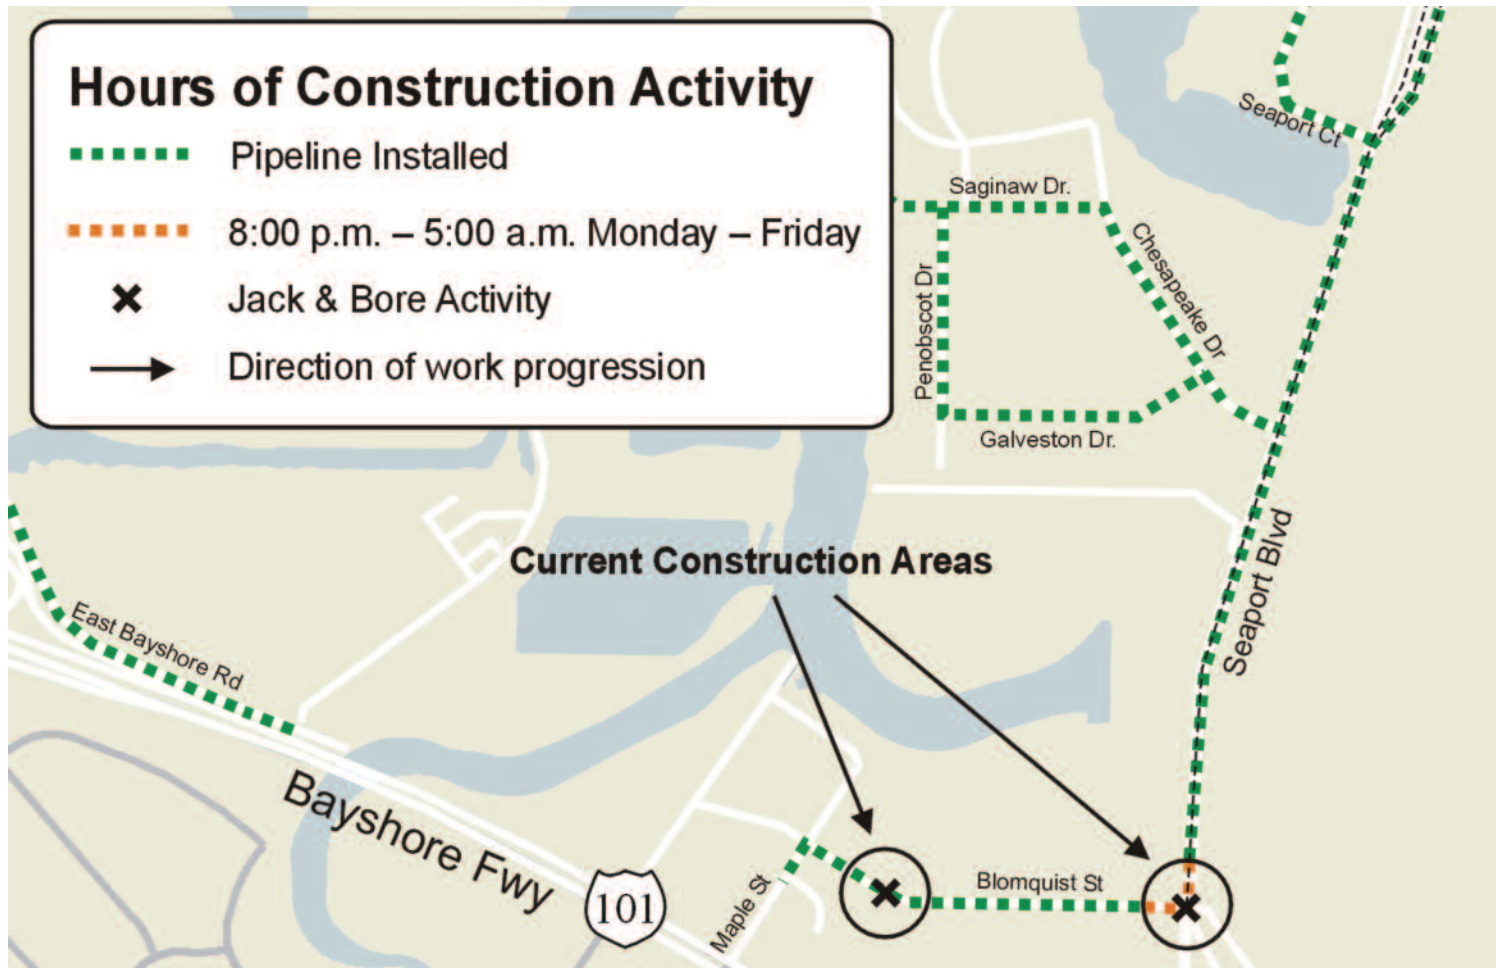 Hours of Construction Activity
Pipeline Installed
8:00 p.m. – 5:00 a.m. Monday – Friday
Jack & Bore Activity
Direction of work progression
Seaport Ct
Saginaw Dr.
Chesapeake Dr
Penobscot Dr
Galveston Dr.
Seaport Blvd
Current Construction Areas
East Bayshore Rd
Bayshore Fwy
101
Maple St
Blomquist St